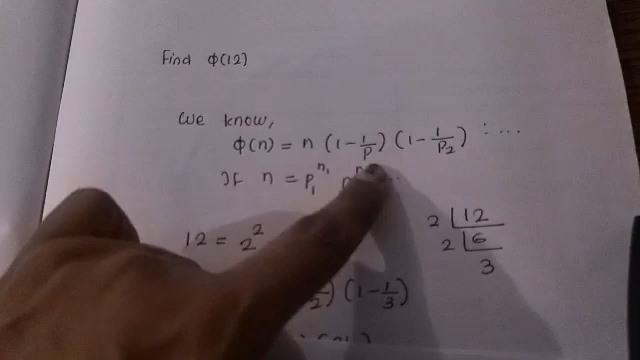 Find Φ(12)
We know,
Φ(n) = n (1 - 1/P) (1 - 1/P₂) : ...
If n = P₁^n₁
12 = 2²
2 | 12
2 | 6
3
(1 - 1/3)